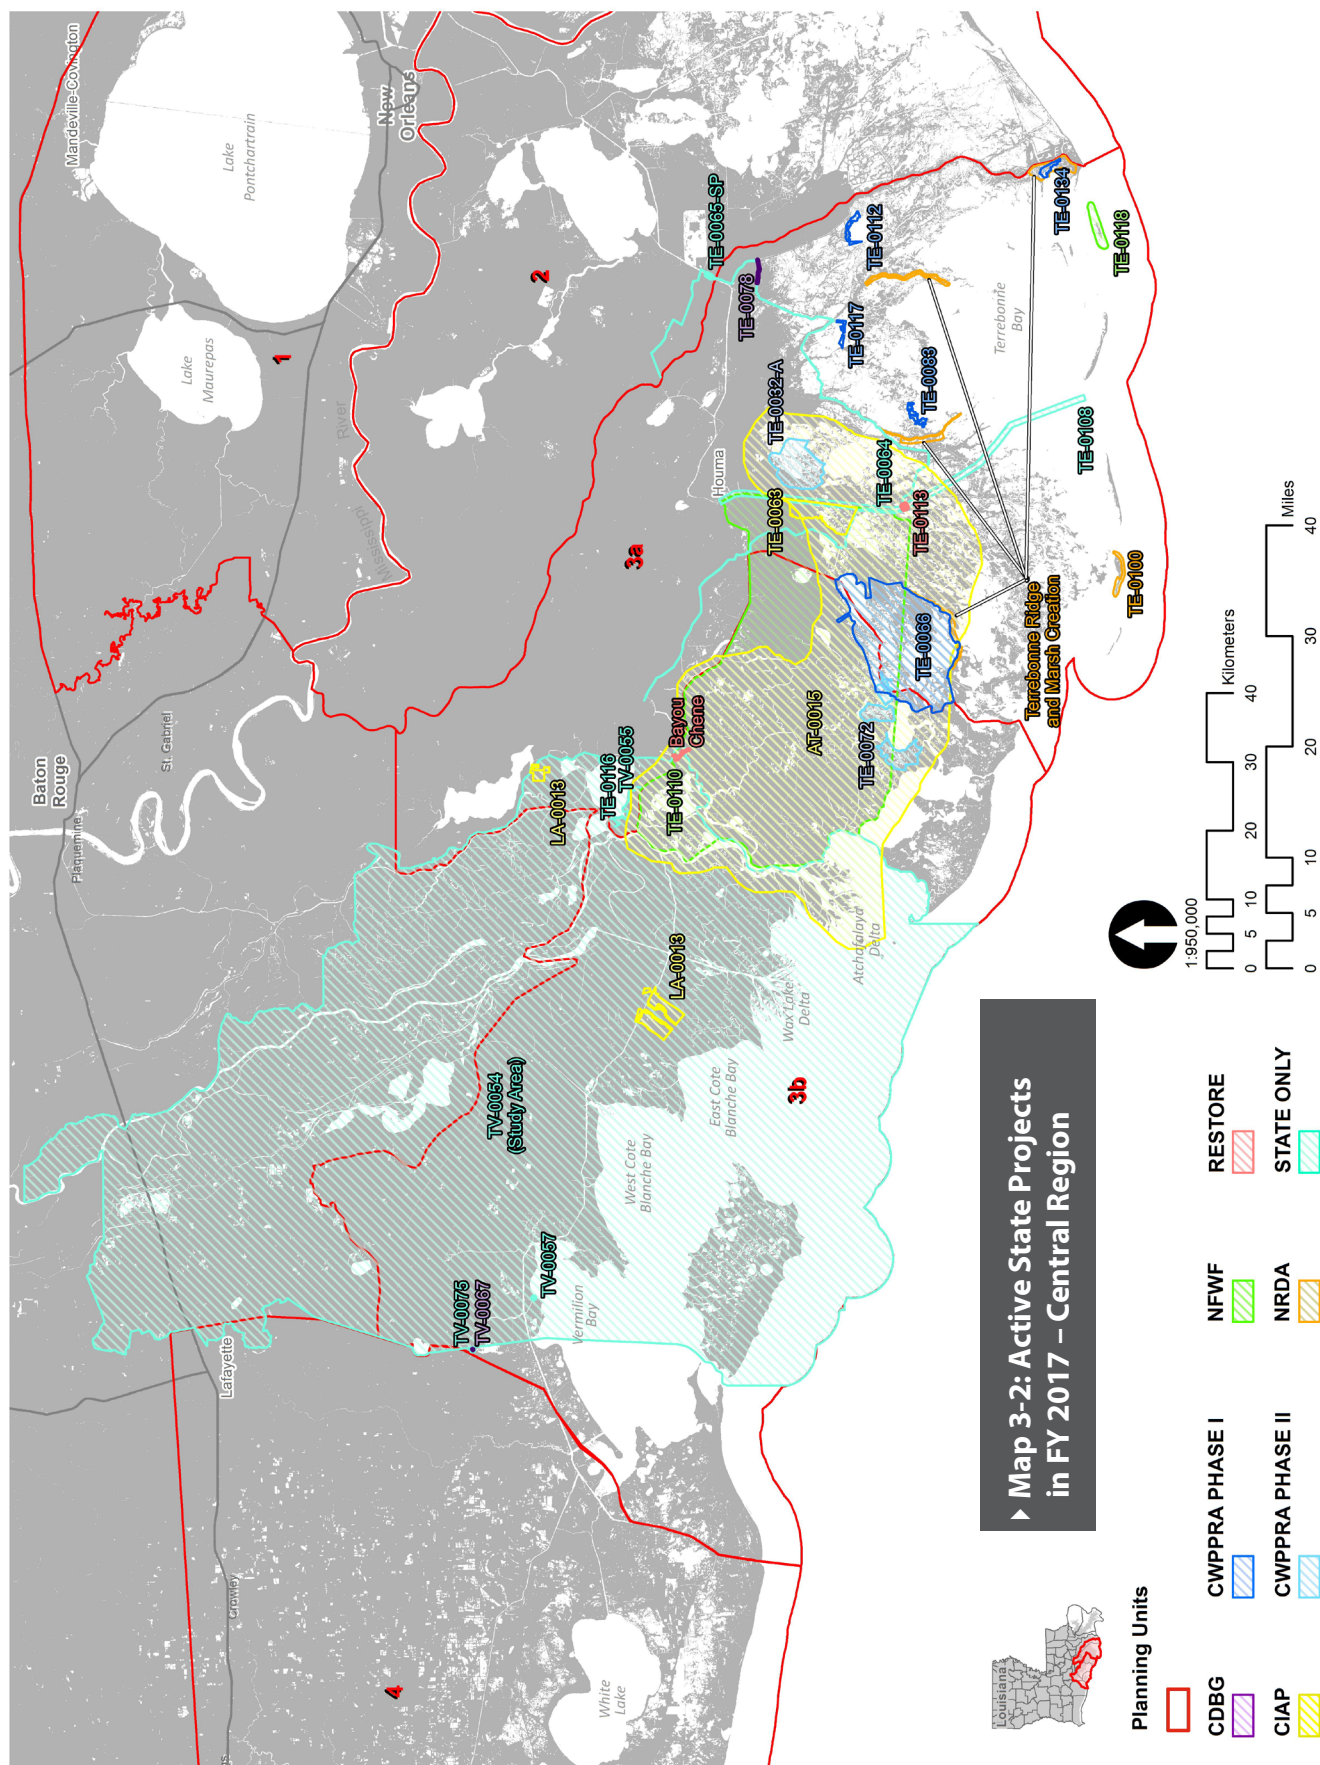 Mandeville-Covington
Lake
Pontchartrain
New
Orleans
Lake
Maurepas
1
2
Mississippi
River
Baton
Rouge
Plaquemine
St. Gabriel
Lafayette
Crowley
4
White
Lake
3a
Houma
3b
TE-0065-SP
TE-0078
TE-0112
TE-0117
TE-0134
TE-0118
Terrebonne
Bay
TE-0083
TE-0032-A
TE-0063
TE-0064
TE-0113
TE-0108
TE-0100
TE-0066
TE-0072
AT-0015
Terrebonne Ridge
and Marsh Creation
Bayou
Chene
TE-0110
TE-0116
TV-0055
LA-0013
LA-0013
TV-0054
(Study Area)
TV-0057
TV-0075
TV-0067
Vermilion
Bay
West Cote
Blanche Bay
East Cote
Blanche Bay
Wax Lake
Delta
Atchafalaya
Delta
Louisiana
Map 3-2: Active State Projects
in FY 2017 – Central Region
1:950,000
Kilometers
0 5 10 20 30 40
Miles
0 5 10 20 30 40
Planning Units
CDBG
CWPPRA PHASE I
NFWF
RESTORE
CIAP
CWPPRA PHASE II
NRDA
STATE ONLY